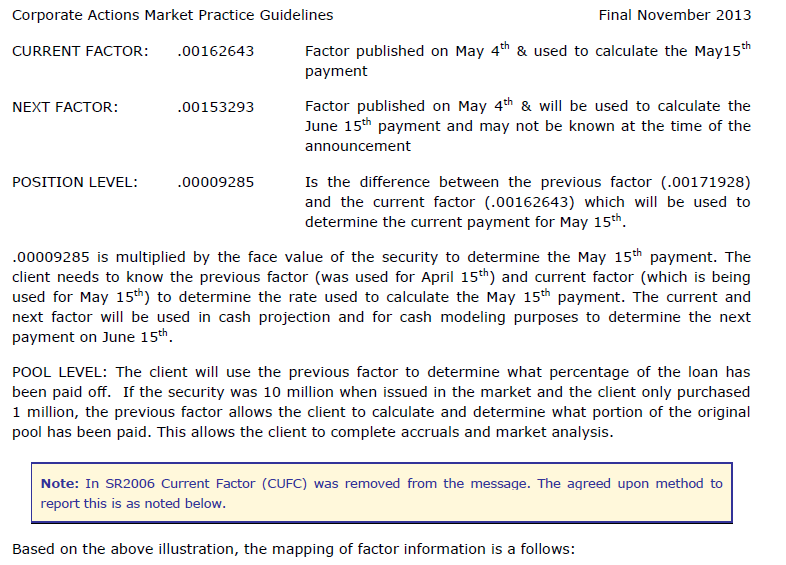 Corporate Actions Market Practice Guidelines Final November 2013
CURRENT FACTOR: .00162643 Factor published on May 4th & used to calculate the May15th
payment
NEXT FACTOR: .00153293 Factor published on May 4th & will be used to calculate the
June 15th payment and may not be known at the time of the
announcement
POSITION LEVEL: .00009285 Is the difference between the previous factor (.00171928)
and the current factor (.00162643) which will be used to
determine the current payment for May 15th.
.00009285 is multiplied by the face value of the security to determine the May 15th payment. The
client needs to know the previous factor (was used for April 15th) and current factor (which is being
used for May 15th) to determine the rate used to calculate the May 15th payment. The current and
next factor will be used in cash projection and for cash modeling purposes to determine the next
payment on June 15th.
POOL LEVEL: The client will use the previous factor to determine what percentage of the loan has
been paid off. If the security was 10 million when issued in the market and the client only purchased
1 million, the previous factor allows the client to calculate and determine what portion of the original
pool has been paid. This allows the client to complete accruals and market analysis.
Note: In SR2006 Current Factor (CUFC) was removed from the message. The agreed upon method to
report this is as noted below.
Based on the above illustration, the mapping of factor information is a follows: